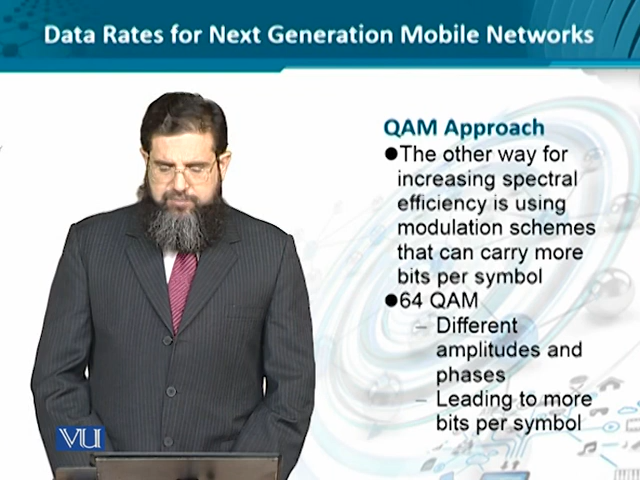 Data Rates for Next Generation Mobile Networks
QAM Approach
●The other way for
increasing spectral
efficiency is using
modulation schemes
that can carry more
bits per symbol
●64 QAM
– Different
amplitudes and
phases
– Leading to more
bits per symbol
VU